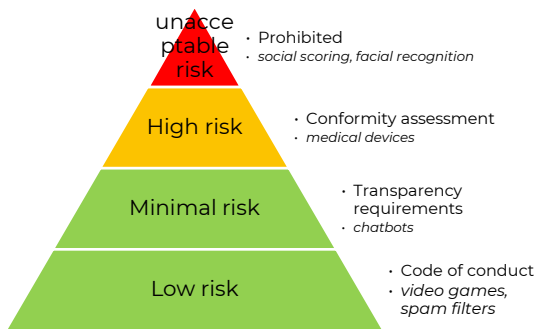 unacce
ptable
risk
• Prohibited
• social scoring, facial recognition
High risk
• Conformity assessment
• medical devices
Minimal risk
• Transparency
requirements
• chatbots
Low risk
• Code of conduct
• video games,
spam filters